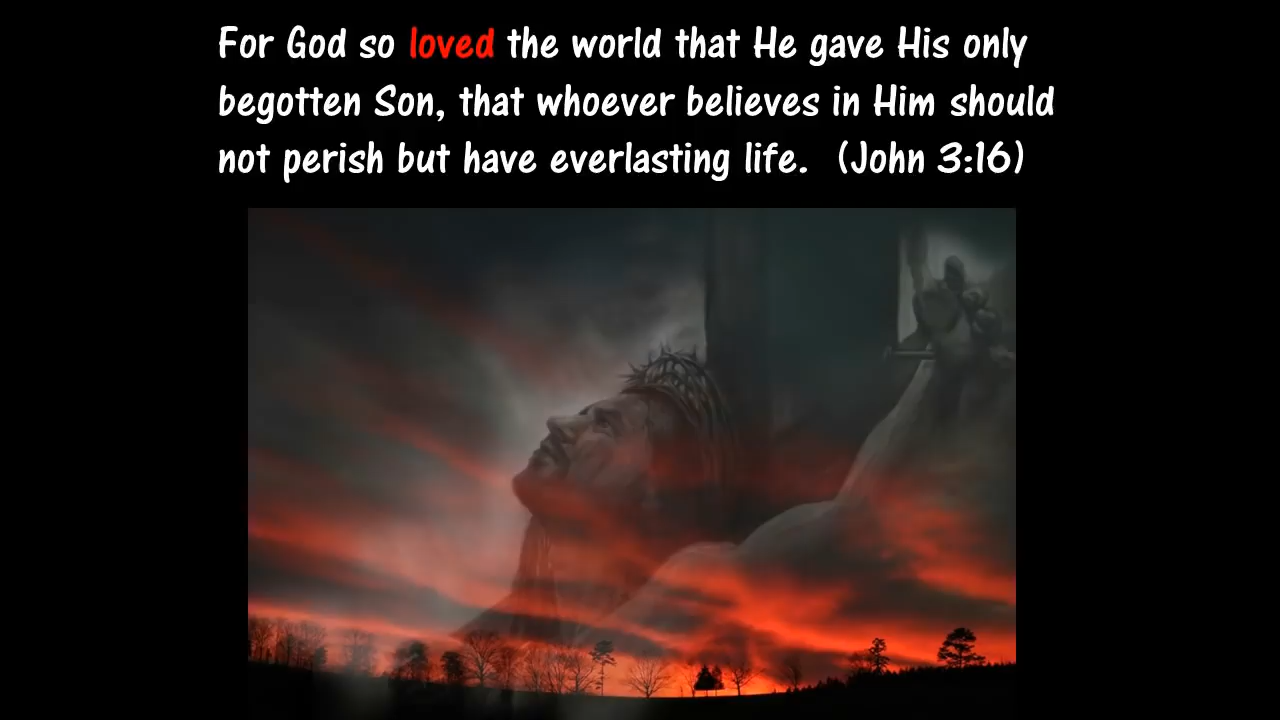 For God so loved the world that He gave His only
begotten Son, that whoever believes in Him should
not perish but have everlasting life.  (John 3:16)